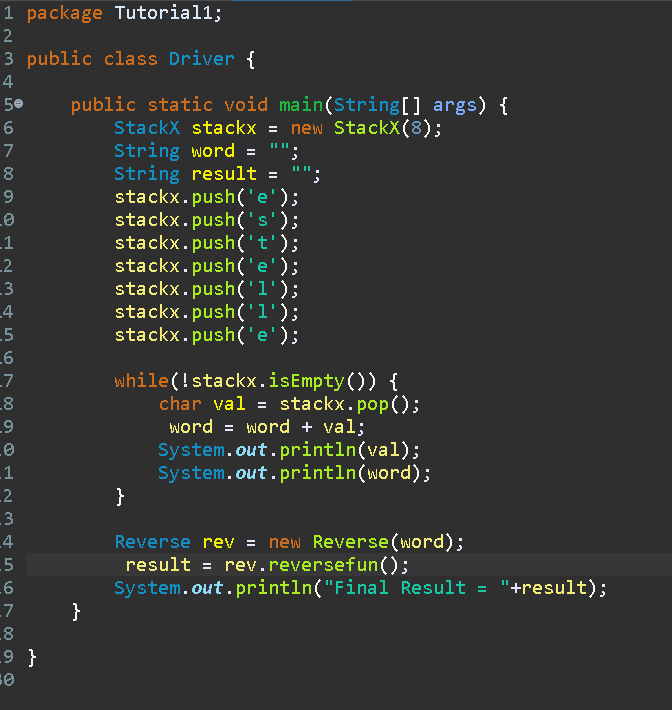 1 package Tutorial1;
2
3 public class Driver {
4
5 public static void main(String[] args) {
6 StackX stackx = new StackX(8);
7 String word = "";
8 String result = "";
9 stackx.push('e');
.0 stackx.push('s');
.1 stackx.push('t');
.2 stackx.push('e');
.3 stackx.push('l');
.4 stackx.push('l');
.5 stackx.push('e');
.6
.7 while(!stackx.isEmpty()) {
.8 char val = stackx.pop();
.9 word = word + val;
.0 System.out.println(val);
.1 System.out.println(word);
.2 }
.3
.4 Reverse rev = new Reverse(word);
.5 result = rev.reversefun();
.6 System.out.println("Final Result = "+result);
.7 }
.8
.9 }
.0